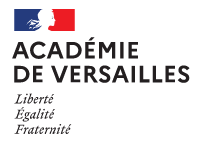 ACADÉMIE
DE VERSAILLES
Liberté
Égalité
Fraternité